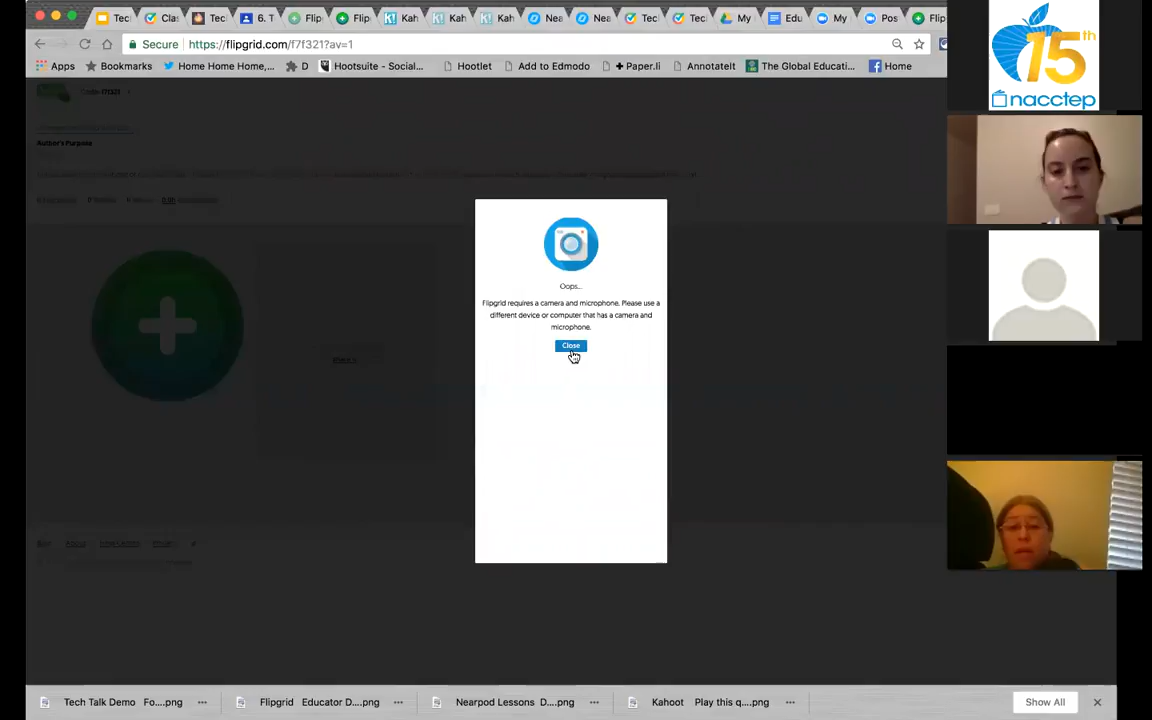 Tec
Clas
Tec
6. T
Flip
Flip
Kah
Kah
Kah
Nea
Nea
Tec
Tec
My
Edu
My
Pos
Flip
Secure
https://flipgrid.com/f7f321?av=1
Apps
Bookmarks
Home Home Home,...
D
Hootsuite - Social...
Hootlet
Add to Edmodo
+ Paper.li
AnnotateIt
The Global Educati...
Home
15th
nacctep
Author's Purpose
Oops...
Flipgrid requires a camera and microphone. Please use a
different device or computer that has a camera and
microphone.
Close
Tech Talk Demo Fo....png
Flipgrid Educator D....png
Nearpod Lessons D....png
Kahoot Play this q....png
Show All